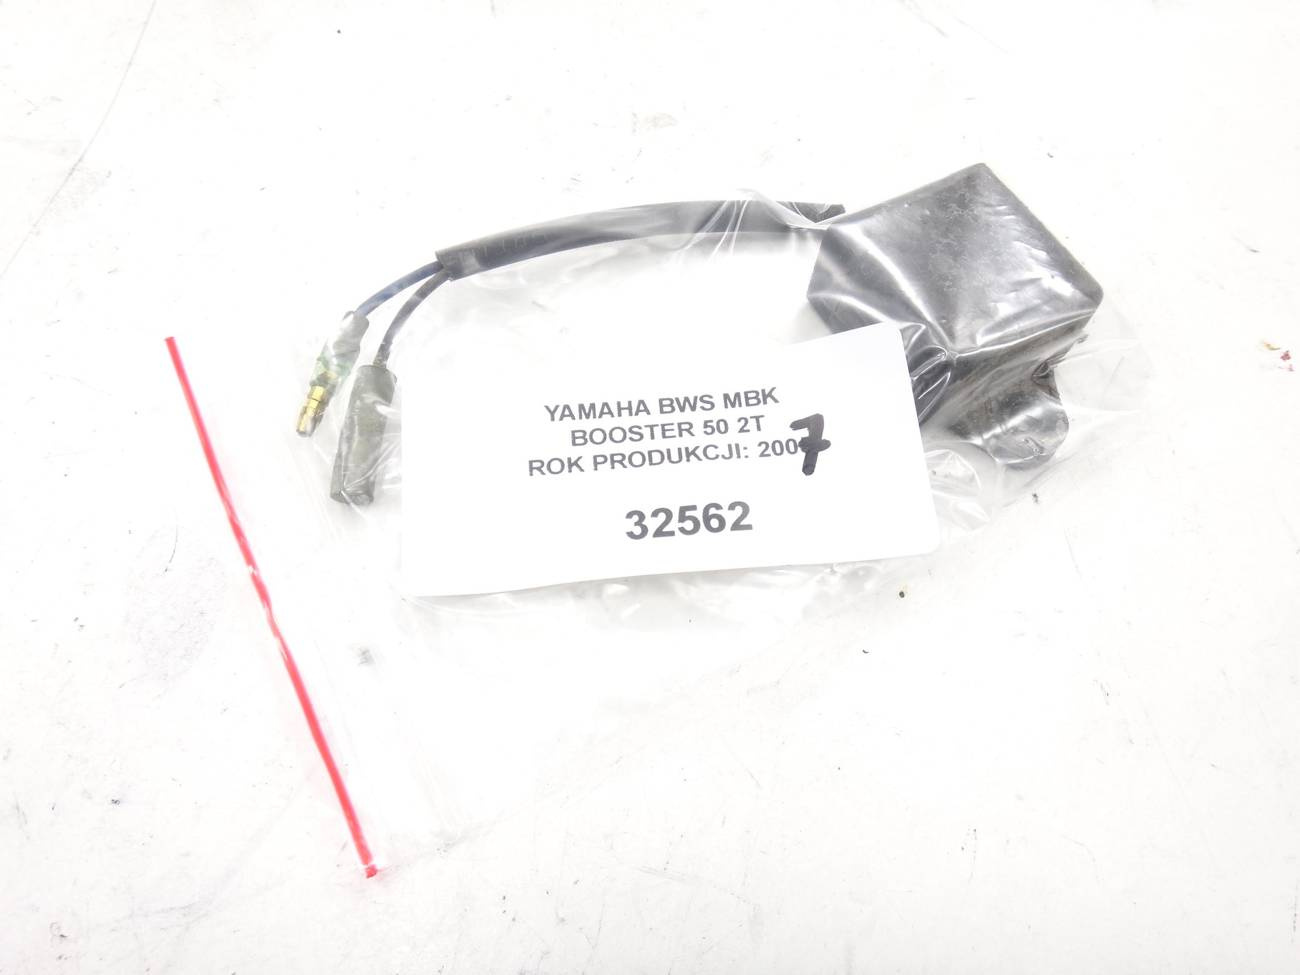 YAMAHA BWS MBK
BOOSTER 50 2T
ROK PRODUKCJI: 2007
32562